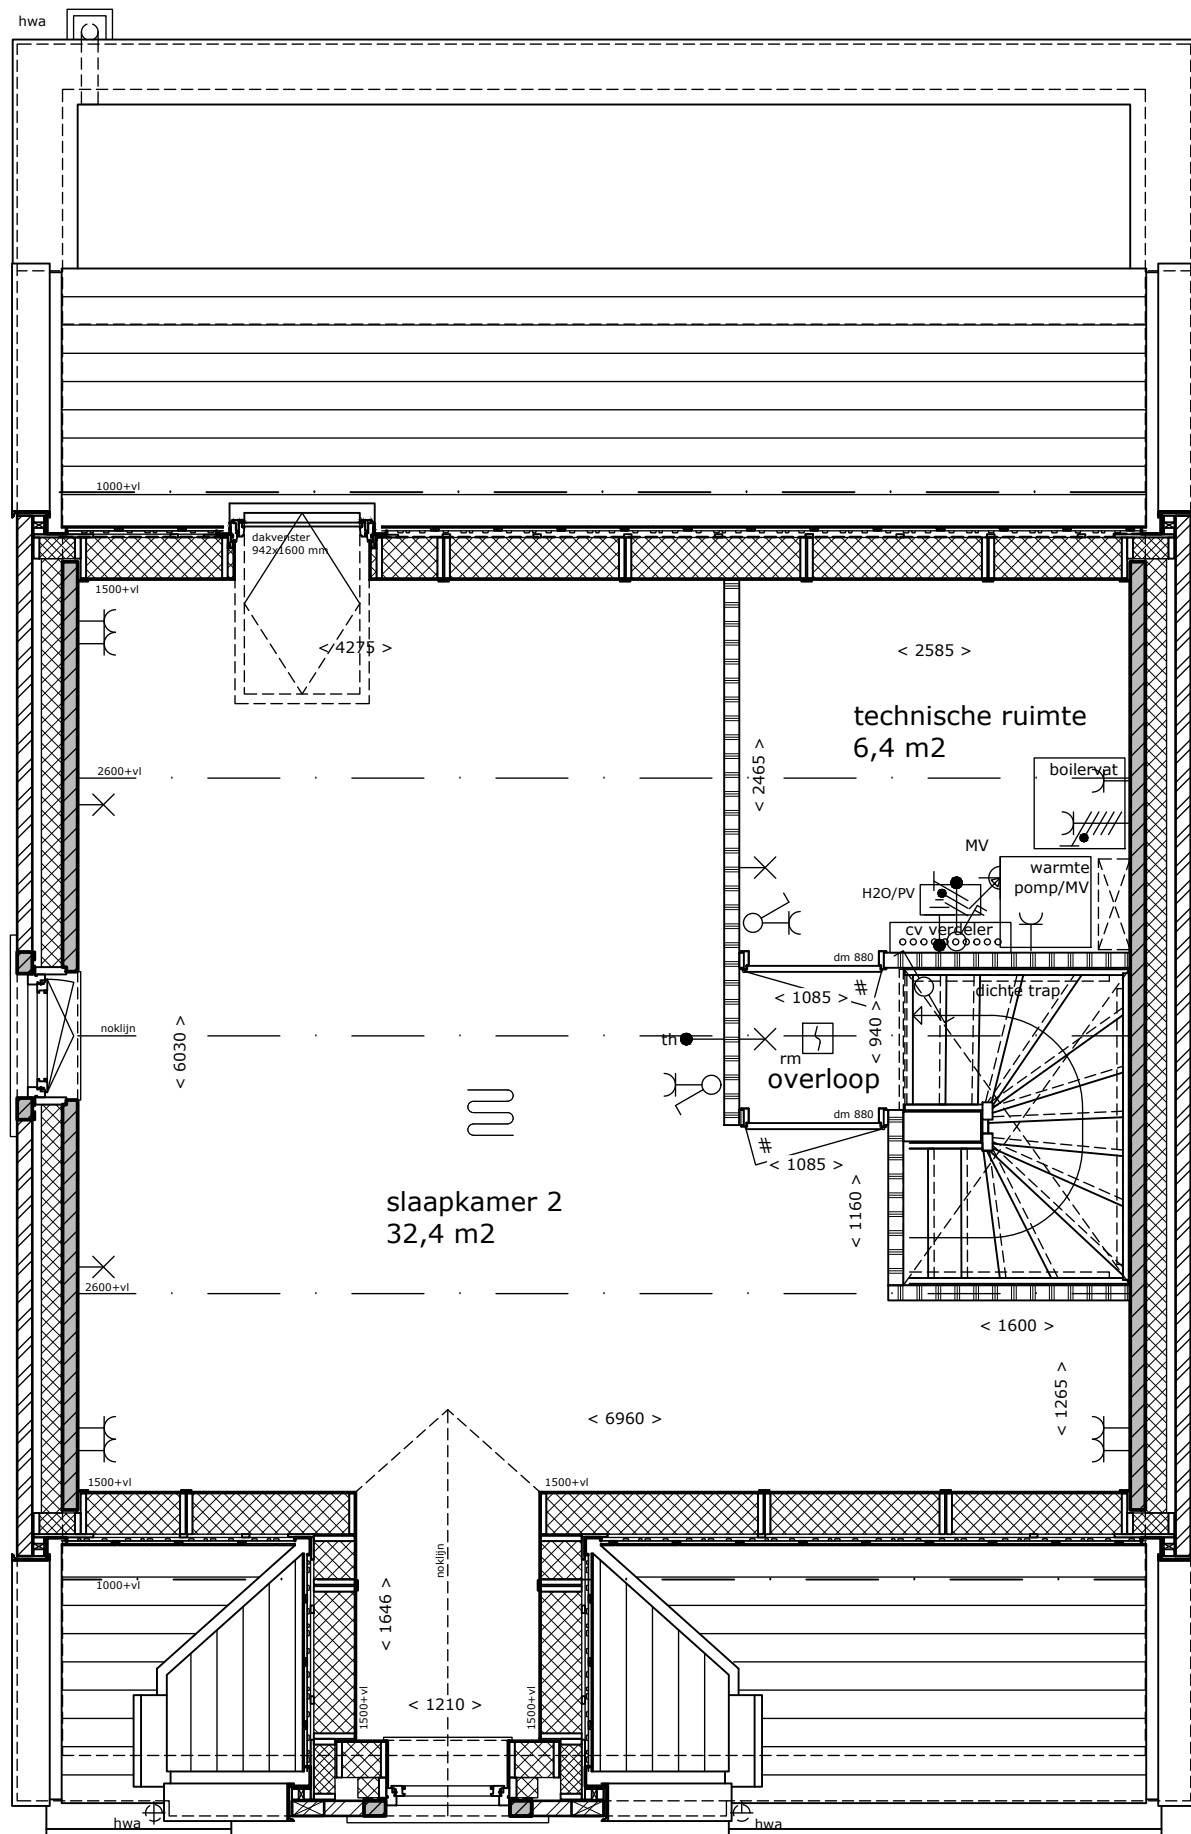 hwa
1000+vl
dakvenster
942x1600 mm
1500+vl
< 4275 >
< 2585 >
technische ruimte
6,4 m2
< 2465 >
2600+vl
boilervat
MV
warmte
pomp/MV
H2O/PV
cv verdeler
dm 880
#
< 1085 >
dichte trap
noklijn
< 6030 >
< 940 >
th
rm
overloop
dm 880
#
< 1085 >
slaapkamer 2
32,4 m2
< 1160 >
2600+vl
< 1600 >
< 1265 >
< 6960 >
1500+vl
1500+vl
noklijn
1000+vl
< 1646 >
< 1210 >
1500+vl
1500+vl
hwa
hwa